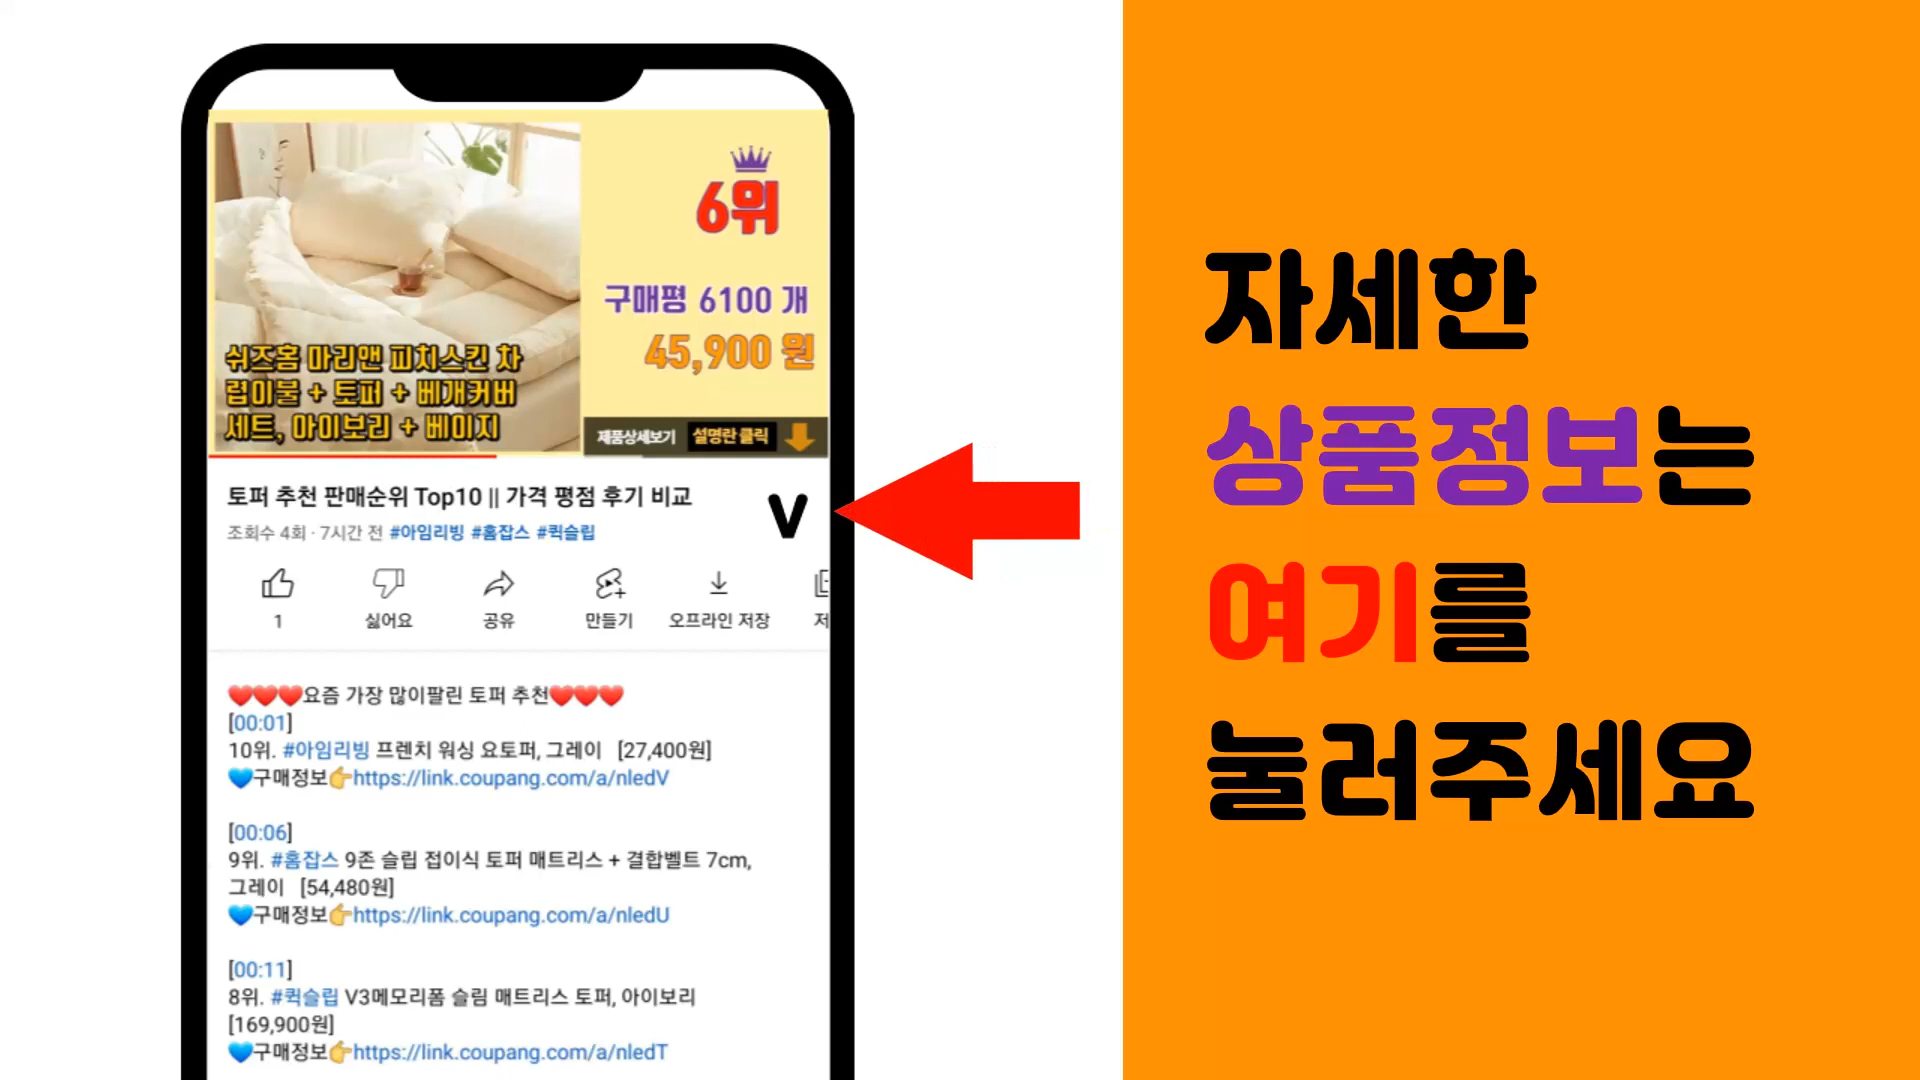 6위
구매평 6100 개
45,900 원
쉬즈홈 마리앤 피치스킨 차
렵이불 + 토퍼 + 베개커버
세트, 아이보리 + 베이지
제품상세보기 설명란 클릭
토퍼 추천 판매순위 Top10 || 가격 평점 후기 비교
V
조회수 4회 · 7시간 전 #아임리빙 #홈잡스 #퀵슬립
1 싫어요 공유 만들기 오프라인 저장 저
❤❤❤요즘 가장 많이팔린 토퍼 추천❤❤❤
[00:01]
10위. #아임리빙 프렌치 워싱 요토퍼, 그레이 [27,400원]
💙구매정보👉https://link.coupang.com/a/nledV
[00:06]
9위. #홈잡스 9존 슬립 접이식 토퍼 매트리스 + 결합벨트 7cm,
그레이 [54,480원]
💙구매정보👉https://link.coupang.com/a/nledU
[00:11]
8위. #퀵슬립 V3메모리폼 슬림 매트리스 토퍼, 아이보리
[169,900원]
💙구매정보👉https://link.coupang.com/a/nledT
자세한
상품정보는
여기를
눌러주세요